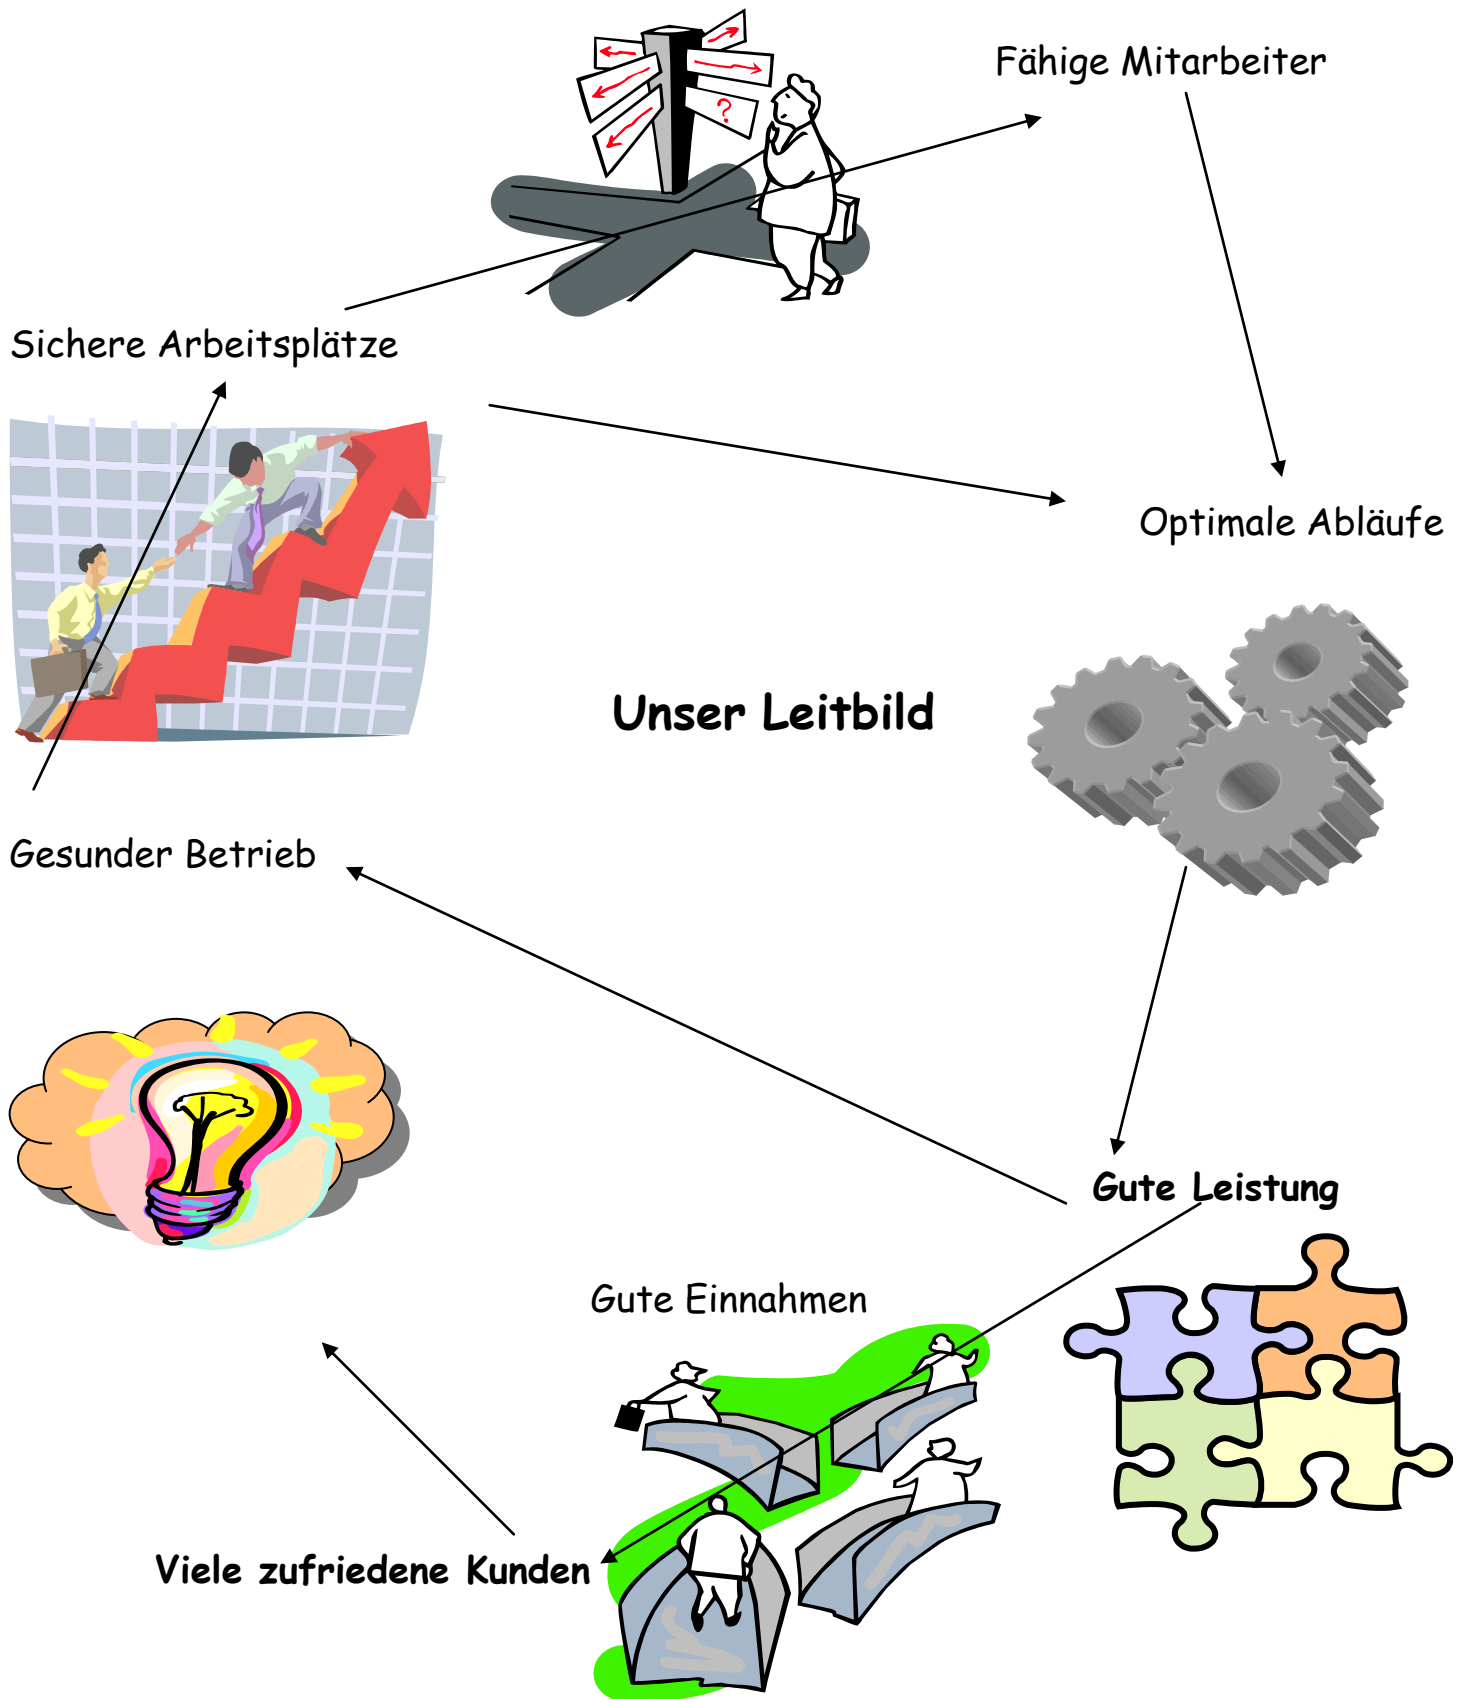 Fähige Mitarbeiter
?
Sichere Arbeitsplätze
Optimale Abläufe
Unser Leitbild
Gesunder Betrieb
Gute Leistung
Gute Einnahmen
Viele zufriedene Kunden